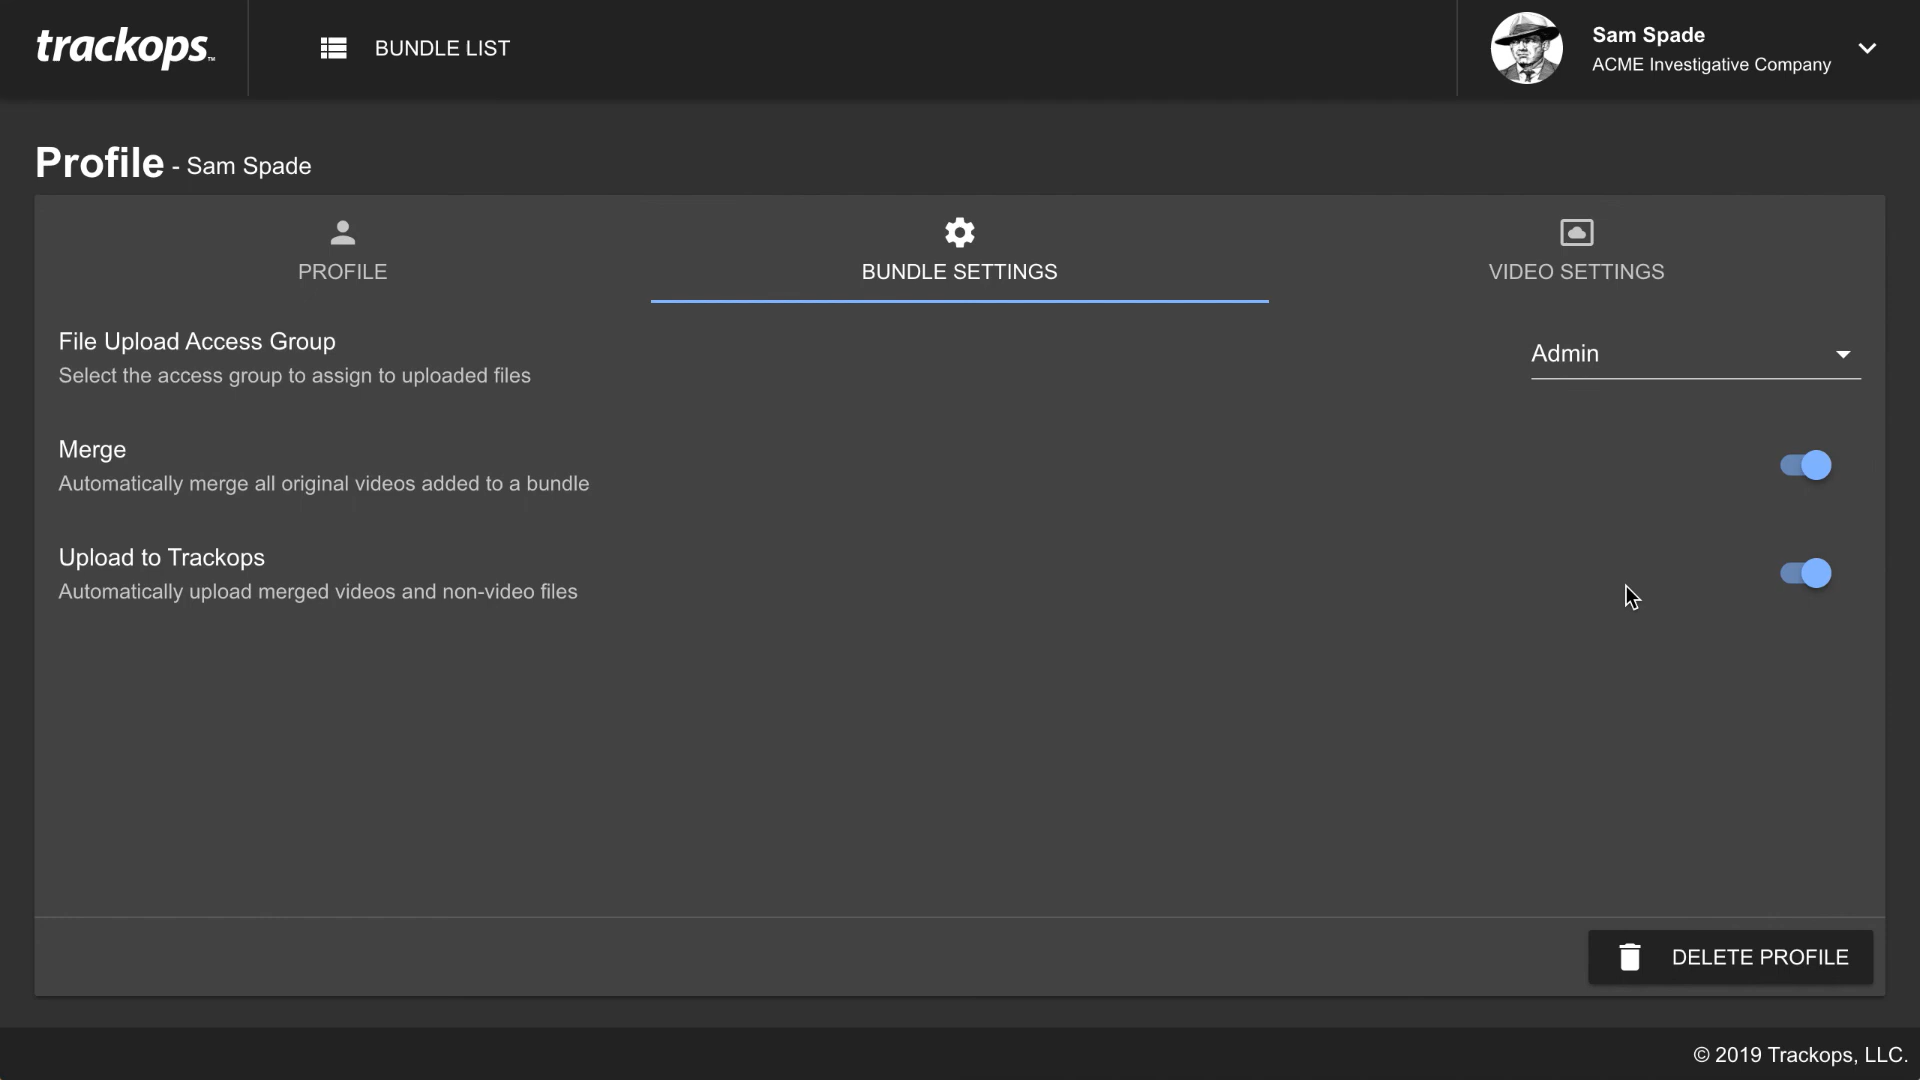 trackops™
BUNDLE LIST
Sam Spade
ACME Investigative Company
Profile - Sam Spade
PROFILE
BUNDLE SETTINGS
VIDEO SETTINGS
File Upload Access Group
Select the access group to assign to uploaded files
Admin
Merge
Automatically merge all original videos added to a bundle
Upload to Trackops
Automatically upload merged videos and non-video files
DELETE PROFILE
© 2019 Trackops, LLC.